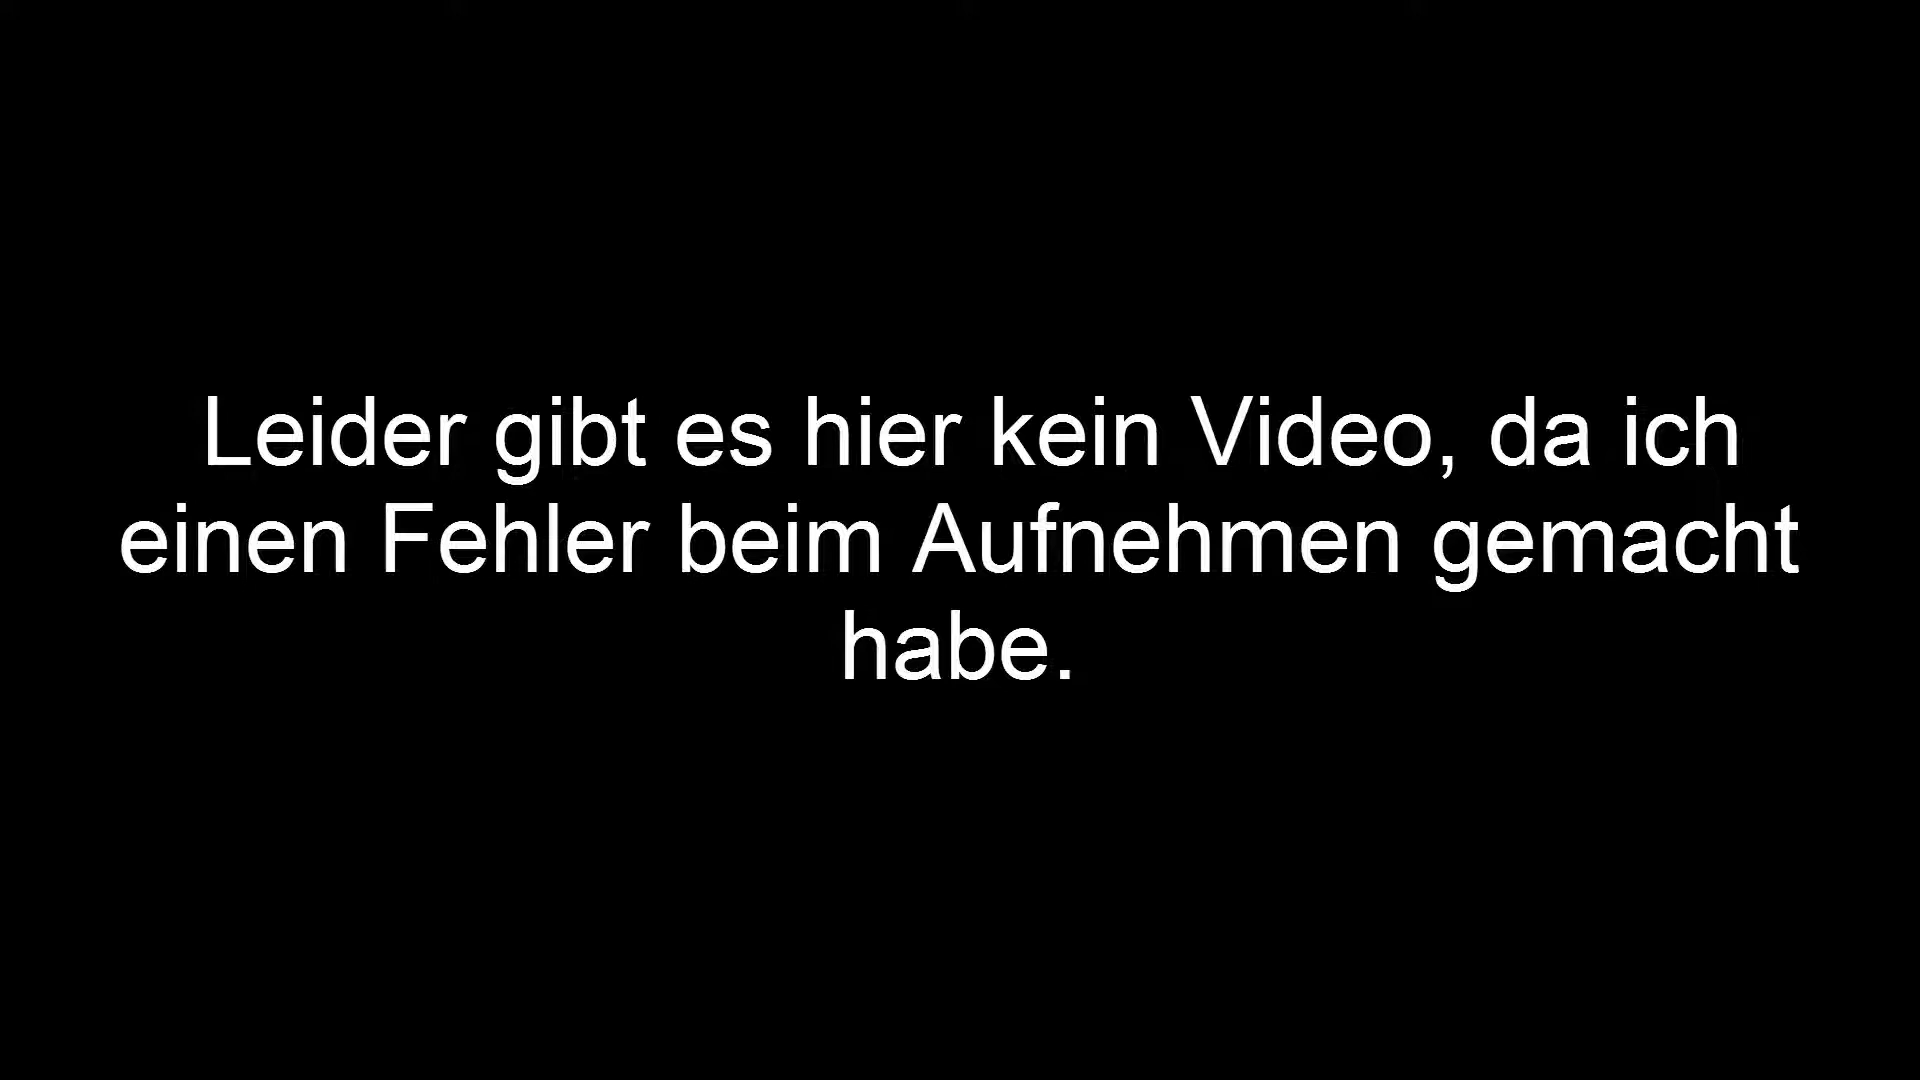 Leider gibt es hier kein Video, da ich
einen Fehler beim Aufnehmen gemacht
habe.